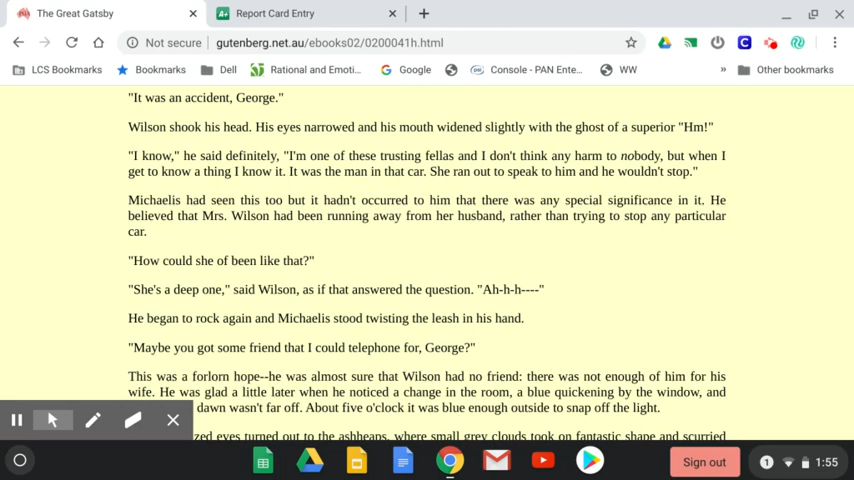 The Great Gatsby
A+ Report Card Entry
Not secure gutenberg.net.au/ebooks02/0200041h.html
LCS Bookmarks Bookmarks Dell Rational and Emoti... Google Console - PAN Ente... WW » Other bookmarks
"It was an accident, George."
Wilson shook his head. His eyes narrowed and his mouth widened slightly with the ghost of a superior "Hm!"
"I know," he said definitely, "I'm one of these trusting fellas and I don't think any harm to nobody, but when I
get to know a thing I know it. It was the man in that car. She ran out to speak to him and he wouldn't stop."
Michaelis had seen this too but it hadn't occurred to him that there was any special significance in it. He
believed that Mrs. Wilson had been running away from her husband, rather than trying to stop any particular
car.
"How could she of been like that?"
"She's a deep one," said Wilson, as if that answered the question. "Ah-h-h----"
He began to rock again and Michaelis stood twisting the leash in his hand.
"Maybe you got some friend that I could telephone for, George?"
This was a forlorn hope--he was almost sure that Wilson had no friend: there was not enough of him for his
wife. He was glad a little later when he noticed a change in the room, a blue quickening by the window, and
dawn wasn't far off. About five o'clock it was blue enough outside to snap off the light.
eyes turned out to the ashheaps, where small grey clouds took on fantastic shape and scurried
Sign out 1 1:55